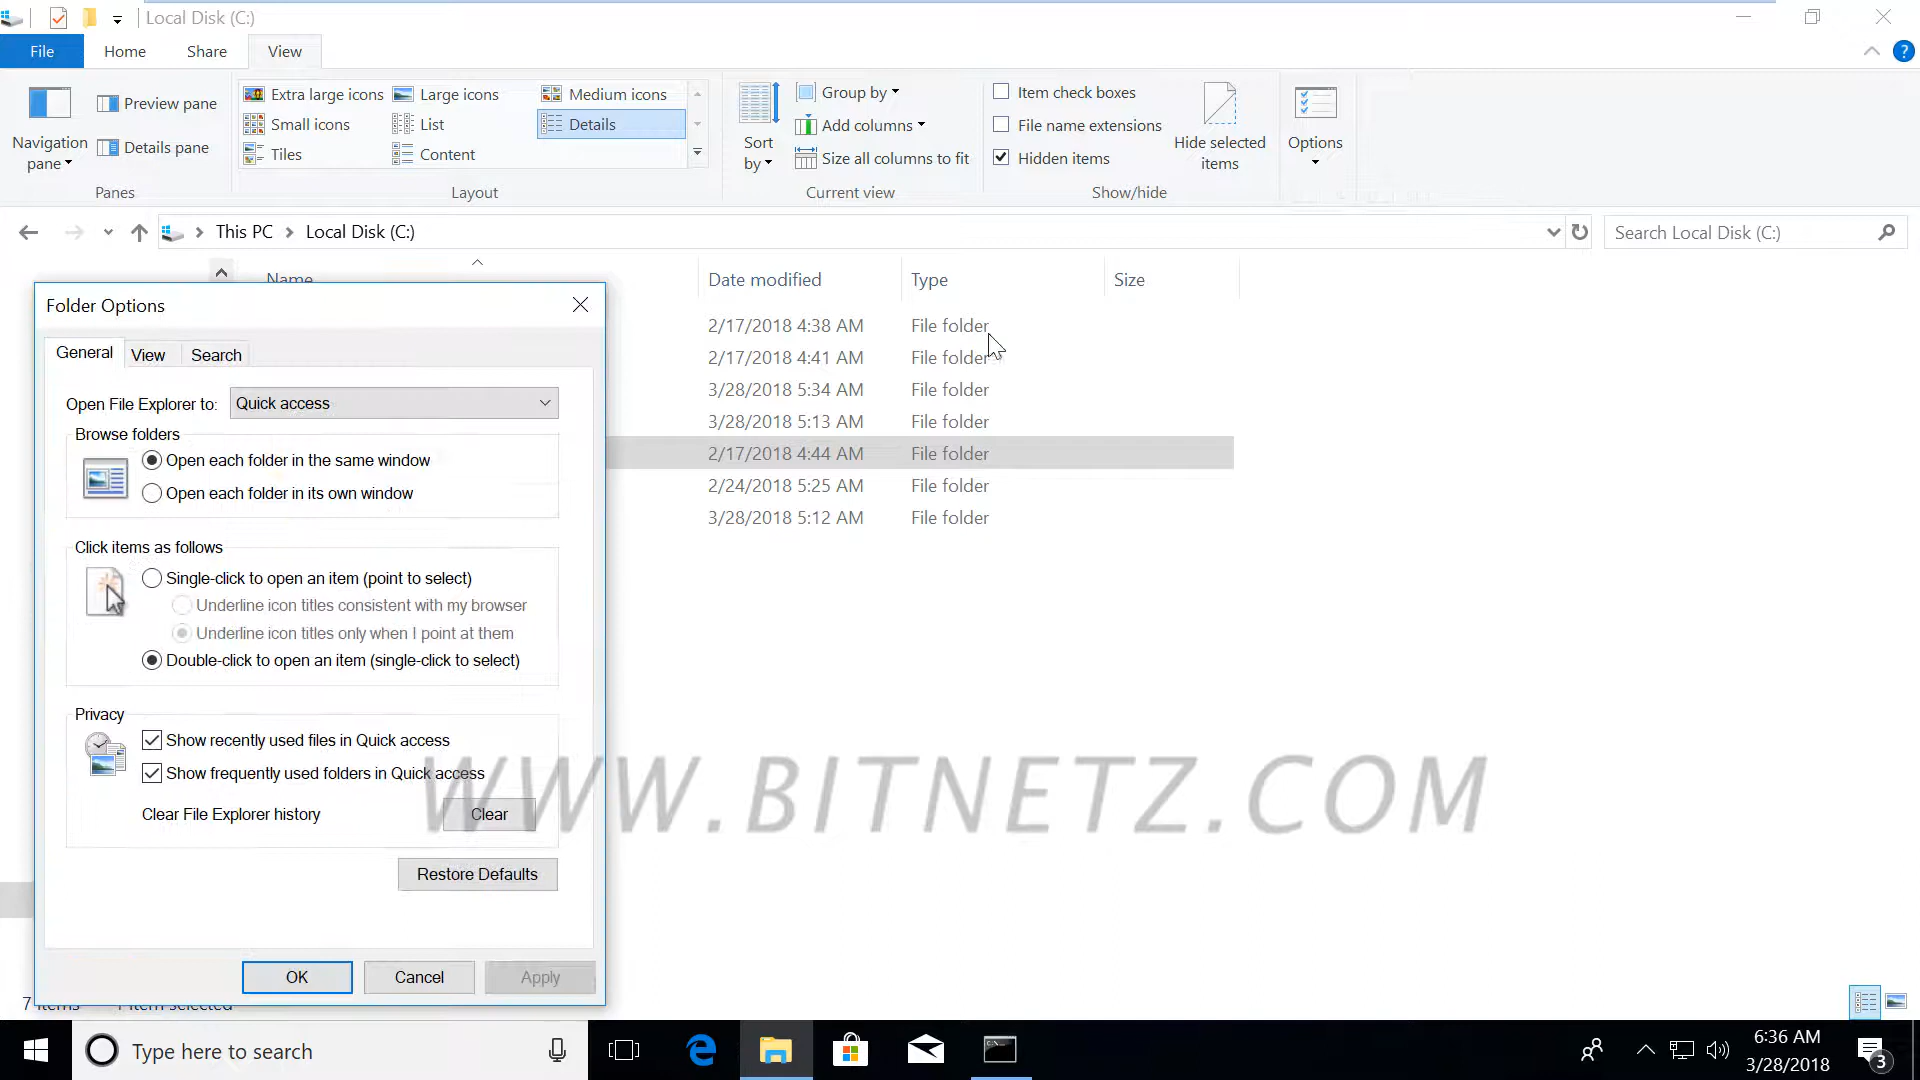 Local Disk (C:)
File Home Share View
Navigation pane
Preview pane
Details pane
Panes
Extra large icons Large icons Medium icons
Small icons List Details
Tiles Content
Layout
Sort by
Group by
Add columns
Size all columns to fit
Current view
Item check boxes
File name extensions
Hidden items
Hide selected items
Show/hide
Options
This PC Local Disk (C:)
Search Local Disk (C:)
Name Date modified Type Size
2/17/2018 4:38 AM File folder
2/17/2018 4:41 AM File folder
3/28/2018 5:34 AM File folder
3/28/2018 5:13 AM File folder
2/17/2018 4:44 AM File folder
2/24/2018 5:25 AM File folder
3/28/2018 5:12 AM File folder
Folder Options
General View Search
Open File Explorer to: Quick access
Browse folders
Open each folder in the same window
Open each folder in its own window
Click items as follows
Single-click to open an item (point to select)
Underline icon titles consistent with my browser
Underline icon titles only when I point at them
Double-click to open an item (single-click to select)
Privacy
Show recently used files in Quick access
Show frequently used folders in Quick access
Clear File Explorer history Clear
Restore Defaults
OK Cancel Apply
WWW.BITNETZ.COM
7 items 1 item selected
Type here to search
6:36 AM
3/28/2018
3